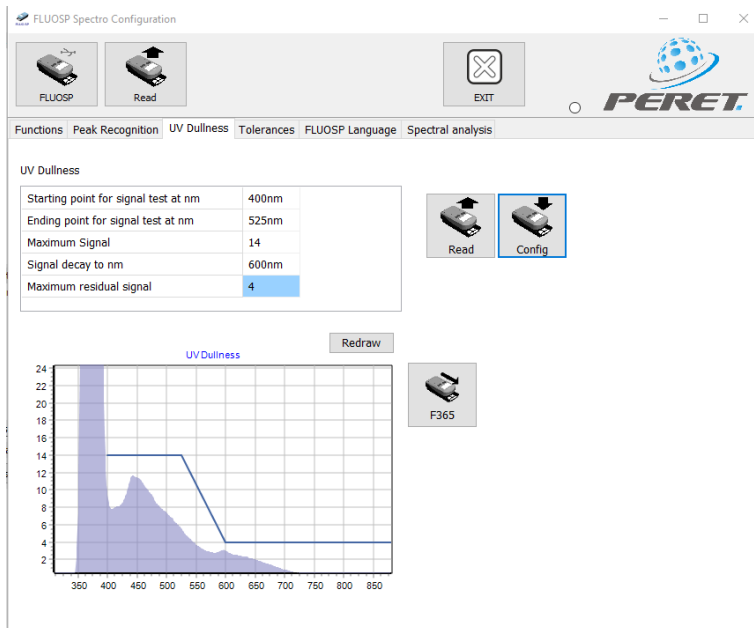 FLUOSP Spectro Configuration
FLUOSP
Read
EXIT
PERET
Functions Peak Recognition UV Dullness Tolerances FLUOSP Language Spectral analysis
UV Dullness
Starting point for signal test at nm 400nm
Ending point for signal test at nm 525nm
Maximum Signal 14
Signal decay to nm 600nm
Maximum residual signal 4
Read
Config
Redraw
UV Dullness
F365
24
22
20
18
16
14
12
10
8
6
4
2
350 400 450 500 550 600 650 700 750 800 850